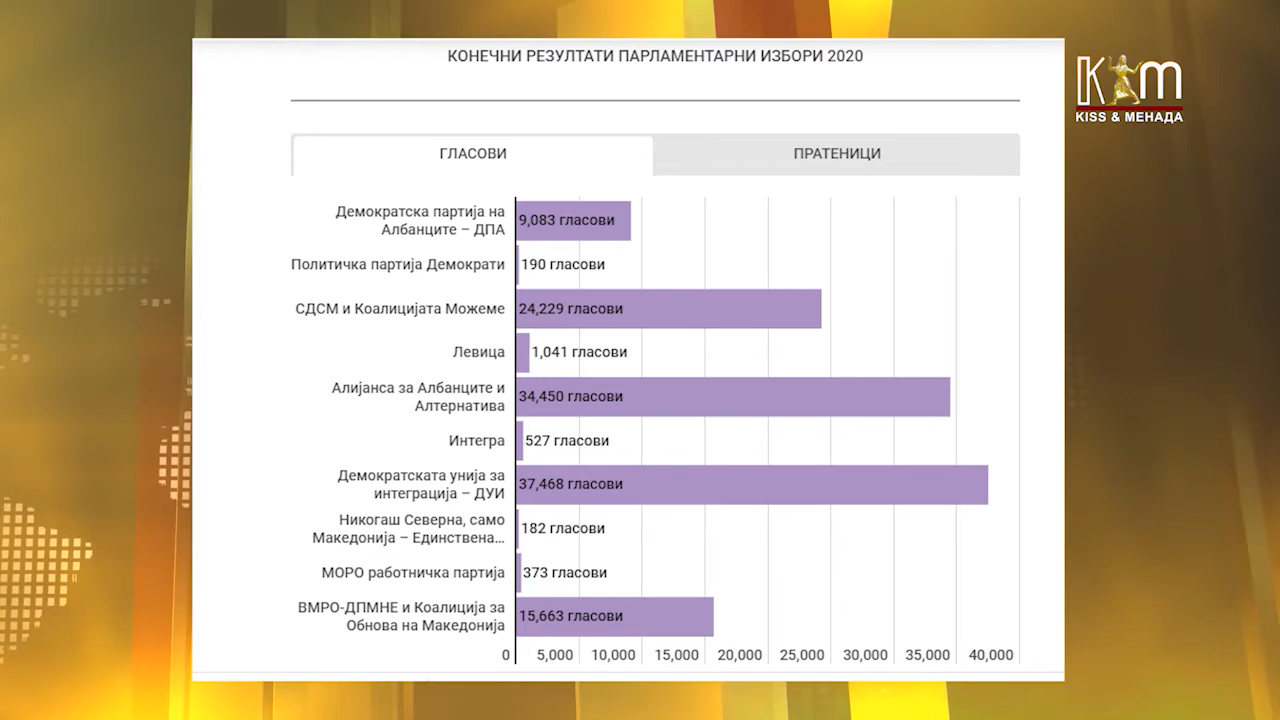 КОНЕЧНИ РЕЗУЛТАТИ ПАРЛАМЕНТАРНИ ИЗБОРИ 2020
KM
KISS & МЕНАДА
ГЛАСОВИ
ПРАТЕНИЦИ
Демократска партија на
Албанците – ДПА
9,083 гласови
Политичка партија Демократи
190 гласови
СДСМ и Коалицијата Можеме
24,229 гласови
Левица
1,041 гласови
Алијанса за Албанците и
Алтернатива
34,450 гласови
Интегра
527 гласови
Демократската унија за
интеграција – ДУИ
37,468 гласови
Никогаш Северна, само
Македонија – Единствена...
182 гласови
МОРО работничка партија
373 гласови
ВМРО-ДПМНЕ и Коалиција за
Обнова на Македонија
15,663 гласови
0 5,000 10,000 15,000 20,000 25,000 30,000 35,000 40,000